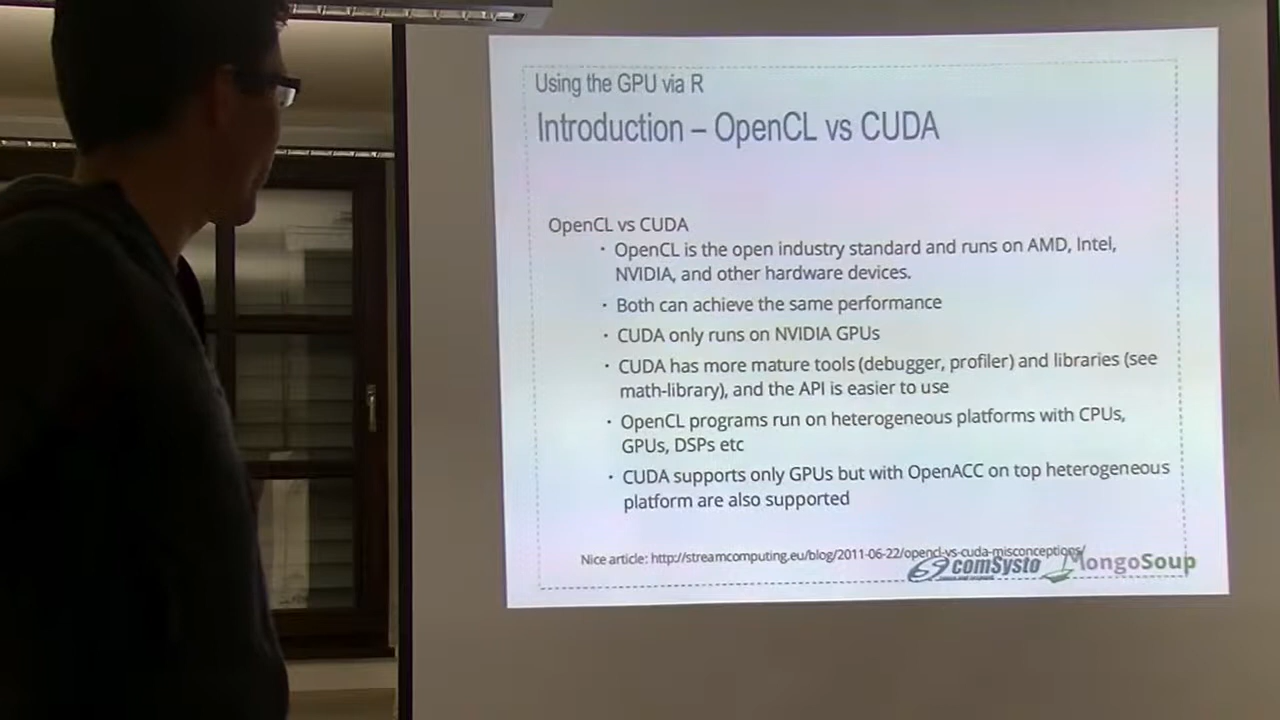 Using the GPU via R
Introduction – OpenCL vs CUDA
OpenCL vs CUDA
· OpenCL is the open industry standard and runs on AMD, Intel,
NVIDIA, and other hardware devices.
· Both can achieve the same performance
· CUDA only runs on NVIDIA GPUs
· CUDA has more mature tools (debugger, profiler) and libraries (see
math-library), and the API is easier to use
· OpenCL programs run on heterogeneous platforms with CPUs,
GPUs, DSPs etc
· CUDA supports only GPUs but with OpenACC on top heterogeneous
platform are also supported
Nice article: http://streamcomputing.eu/blog/2011-06-22/opencl-vs-cuda-misconceptions/
comSysto
MongoSoup